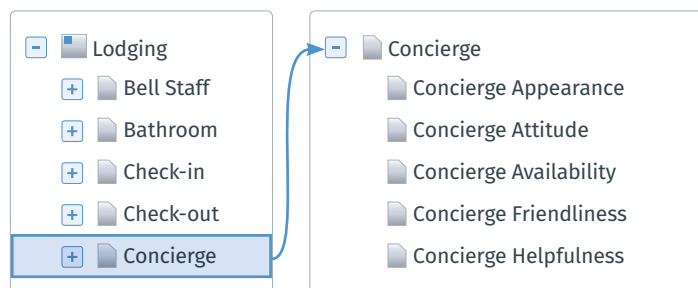 Lodging
Bell Staff
Bathroom
Check-in
Check-out
Concierge
Concierge
Concierge Appearance
Concierge Attitude
Concierge Availability
Concierge Friendliness
Concierge Helpfulness